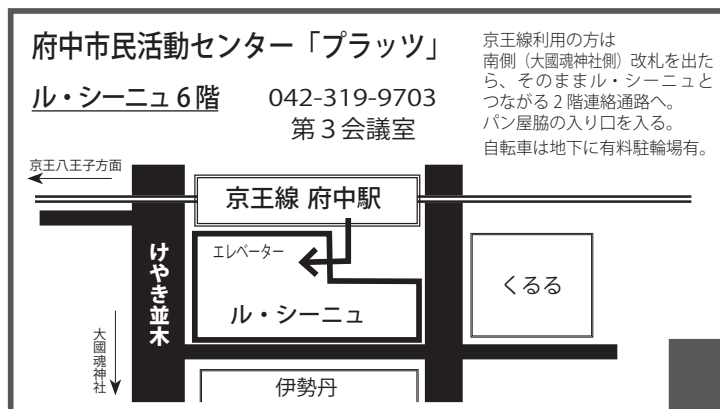 府中市民活動センター「プラッツ」
ル・シーニュ6階
042-319-9703
第3会議室
京王線利用の方は
南側（大國魂神社側）改札を出た
ら、そのままル・シーニュと
つながる2階連絡通路へ。
パン屋脇の入り口を入る。
自転車は地下に有料駐輪場有。
京王八王子方面
京王線 府中駅
けやき並木
エレベーター
ル・シーニュ
くるる
大國魂神社
伊勢丹